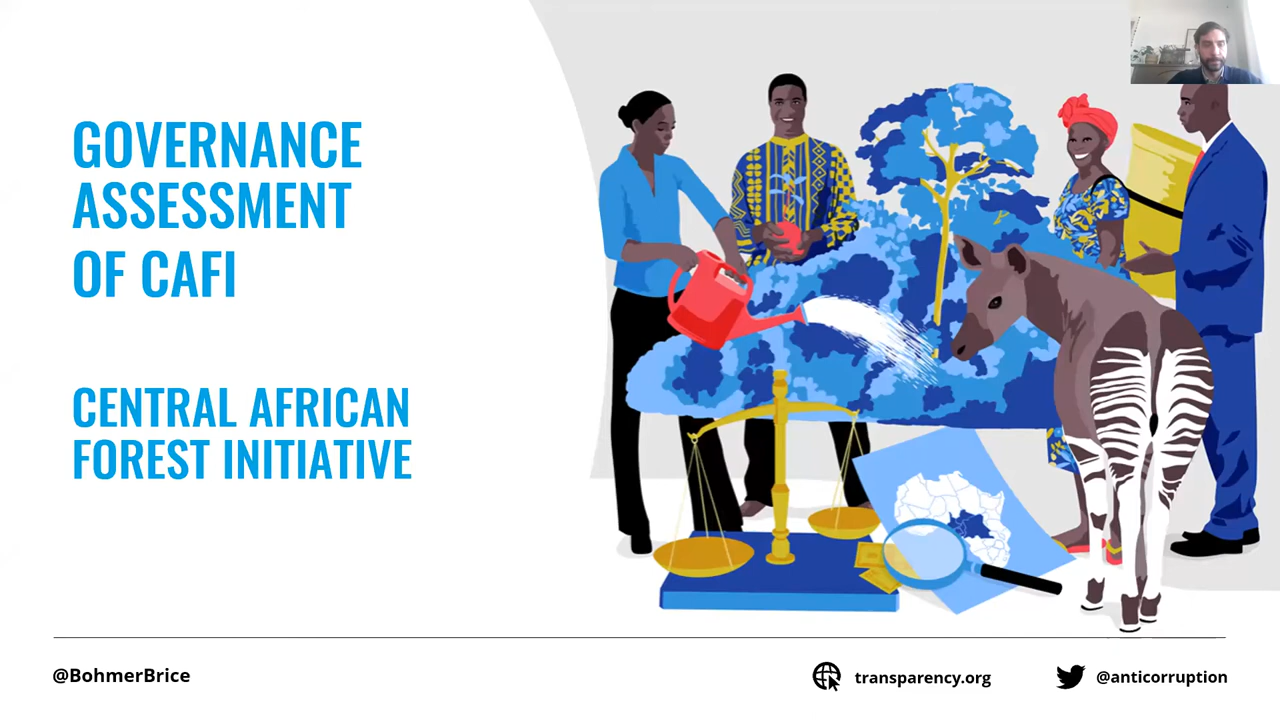 GOVERNANCE
ASSESSMENT
OF CAFI
CENTRAL AFRICAN
FOREST INITIATIVE
@BohmerBrice
transparency.org
@anticorruption